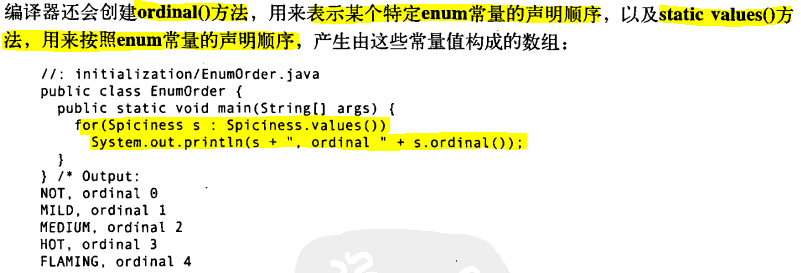 编译器还会创建ordinal()方法，用来表示某个特定enum常量的声明顺序，以及static values()方
法，用来按照enum常量的声明顺序，产生由这些常量值构成的数组：
//: initialization/EnumOrder.java
public class EnumOrder {
  public static void main(String[] args) {
    for(Spiciness s : Spiciness.values())
      System.out.println(s + ", ordinal " + s.ordinal());
  }
} /* Output:
NOT, ordinal 0
MILD, ordinal 1
MEDIUM, ordinal 2
HOT, ordinal 3
FLAMING, ordinal 4